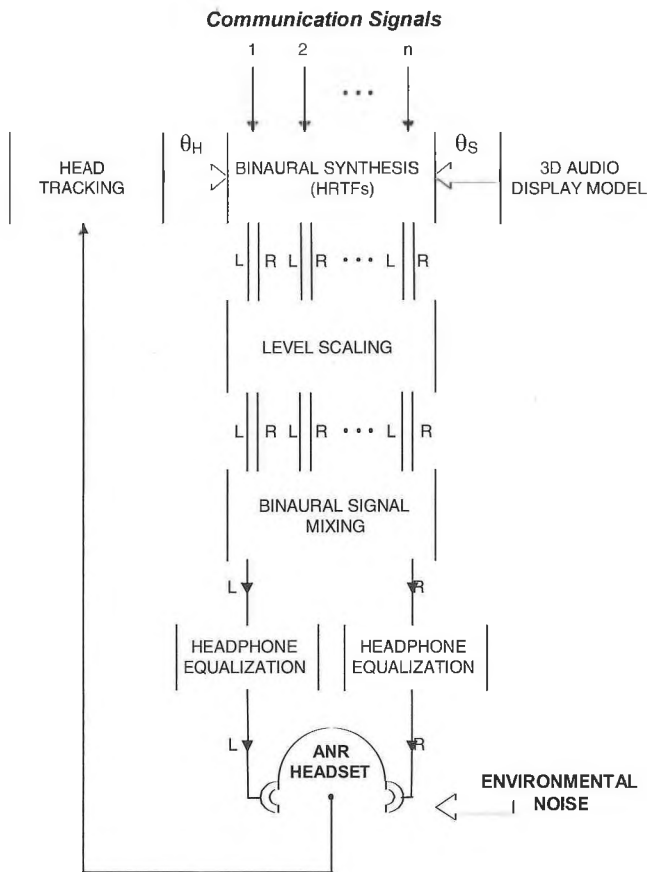 Communication Signals
1 2 n
• • •
θH θS
HEAD TRACKING
BINAURAL SYNTHESIS
(HRTFs)
3D AUDIO
DISPLAY MODEL
L R L R • • • L R
LEVEL SCALING
L R L R • • • L R
BINAURAL SIGNAL
MIXING
L R
HEADPHONE
EQUALIZATION
HEADPHONE
EQUALIZATION
L R
ANR
HEADSET
ENVIRONMENTAL
NOISE